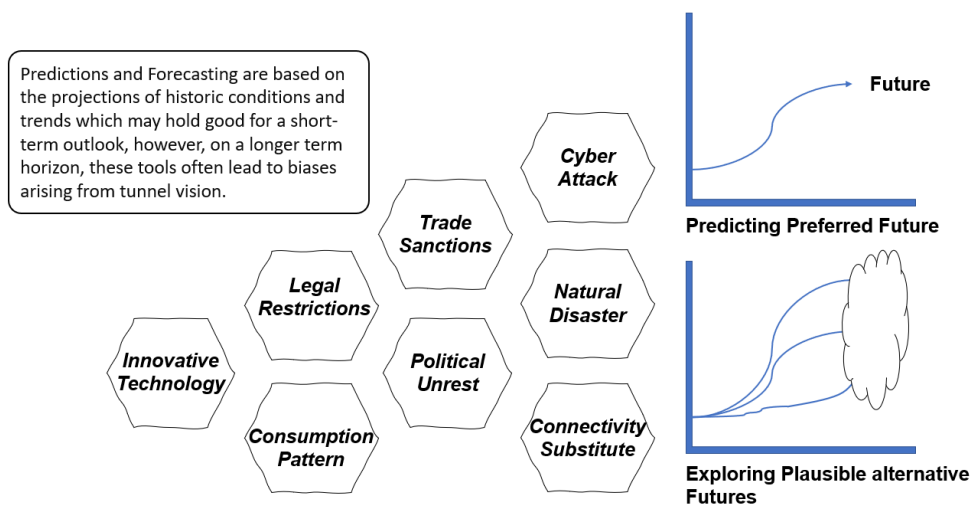 Predictions and Forecasting are based on
the projections of historic conditions and
trends which may hold good for a short-
term outlook, however, on a longer term
horizon, these tools often lead to biases
arising from tunnel vision.
Innovative
Technology
Legal
Restrictions
Consumption
Pattern
Trade
Sanctions
Political
Unrest
Cyber
Attack
Natural
Disaster
Connectivity
Substitute
Future
Predicting Preferred Future
Exploring Plausible alternative
Futures